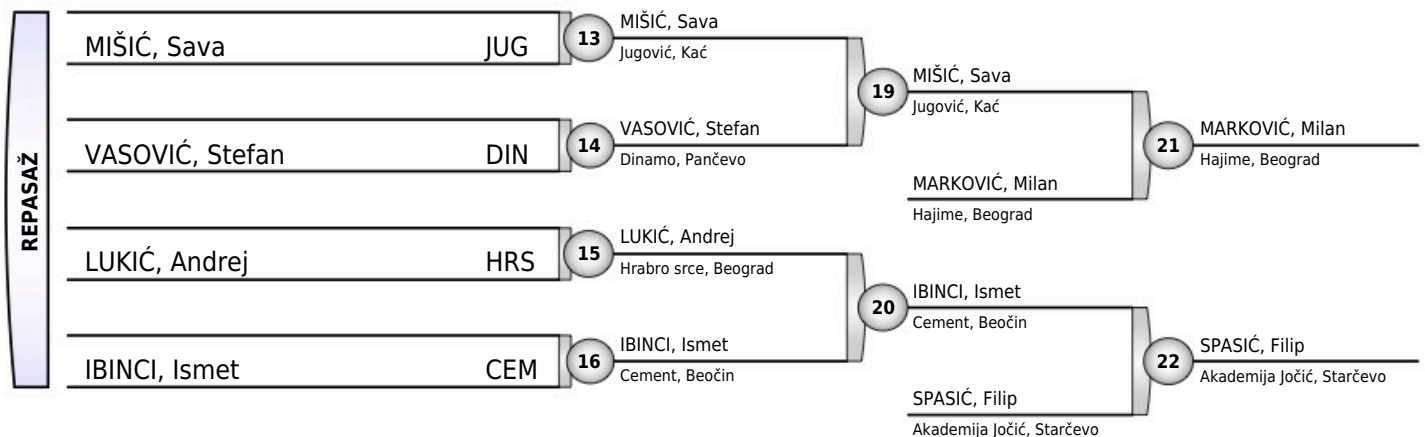 REPASAŽ
MIŠIĆ, Sava JUG
VASOVIĆ, Stefan DIN
LUKIĆ, Andrej HRS
IBINCI, Ismet CEM
13
14
15
16
MIŠIĆ, Sava
Jugović, Kać
VASOVIĆ, Stefan
Dinamo, Pančevo
LUKIĆ, Andrej
Hrabro srce, Beograd
IBINCI, Ismet
Cement, Beočin
19
20
MIŠIĆ, Sava
Jugović, Kać
MARKOVIĆ, Milan
Hajime, Beograd
IBINCI, Ismet
Cement, Beočin
SPASIĆ, Filip
Akademija Jočić, Starčevo
21
22
MARKOVIĆ, Milan
Hajime, Beograd
SPASIĆ, Filip
Akademija Jočić, Starčevo